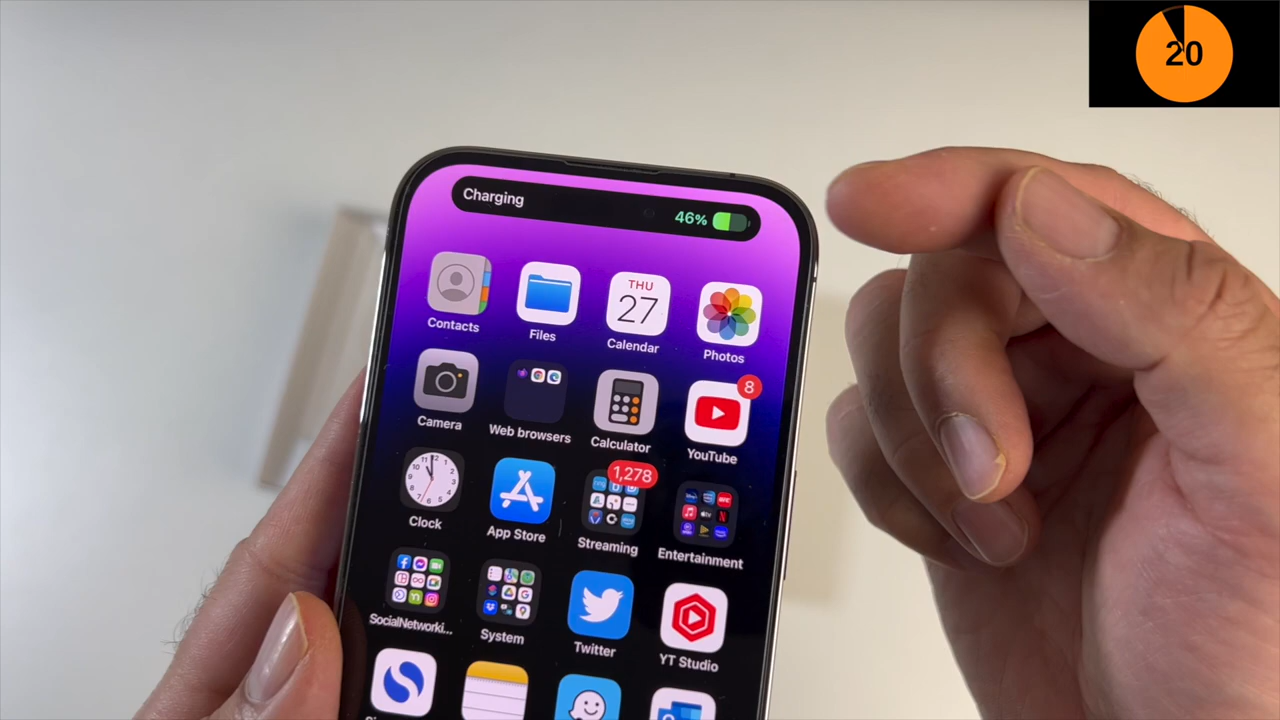 20
Charging
46%
THU
27
Contacts
Files
Calendar
Photos
8
Camera
Web browsers
Calculator
YouTube
1,278
Clock
App Store
Streaming
Entertainment
SocialNetworki...
System
Twitter
YT Studio